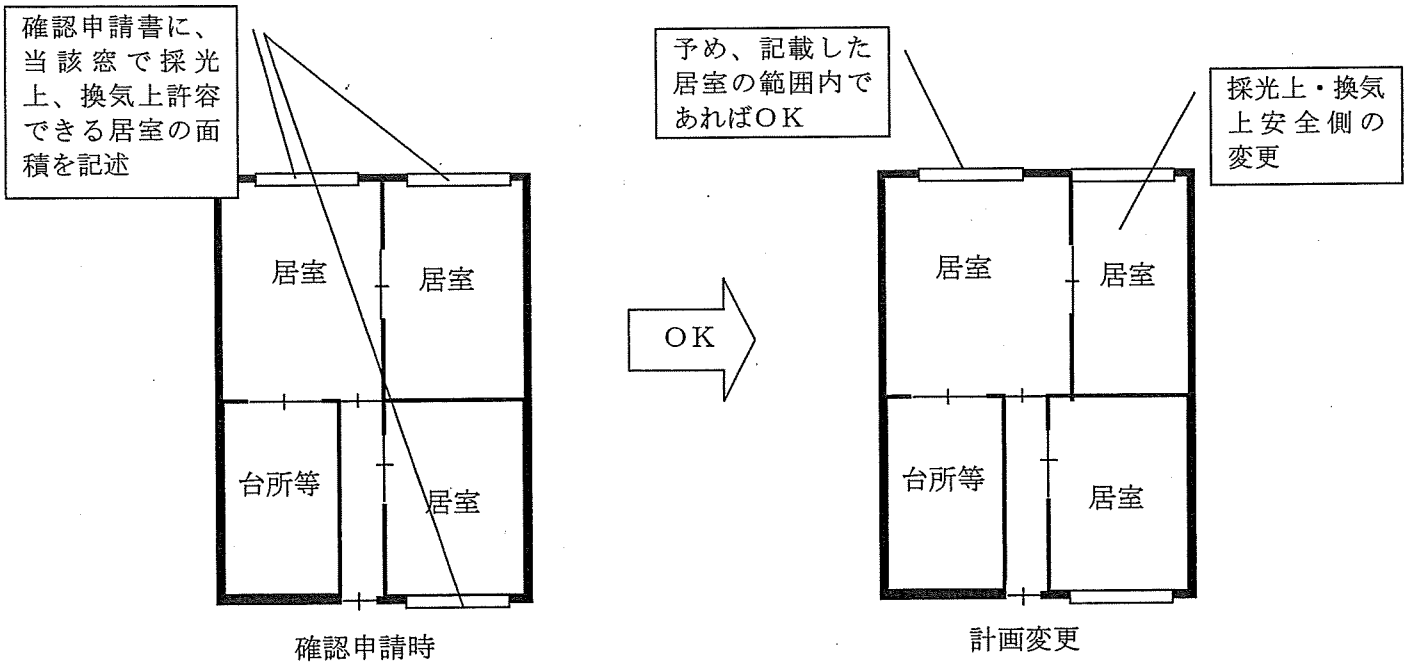 確認申請書に、
当該窓で採光
上、換気上許容
できる居室の面
積を記述
予め、記載した
居室の範囲内で
あればOK
採光上・換気
上安全側の
変更
居室
居室
台所等
居室
確認申請時
OK
居室
居室
台所等
居室
計画変更